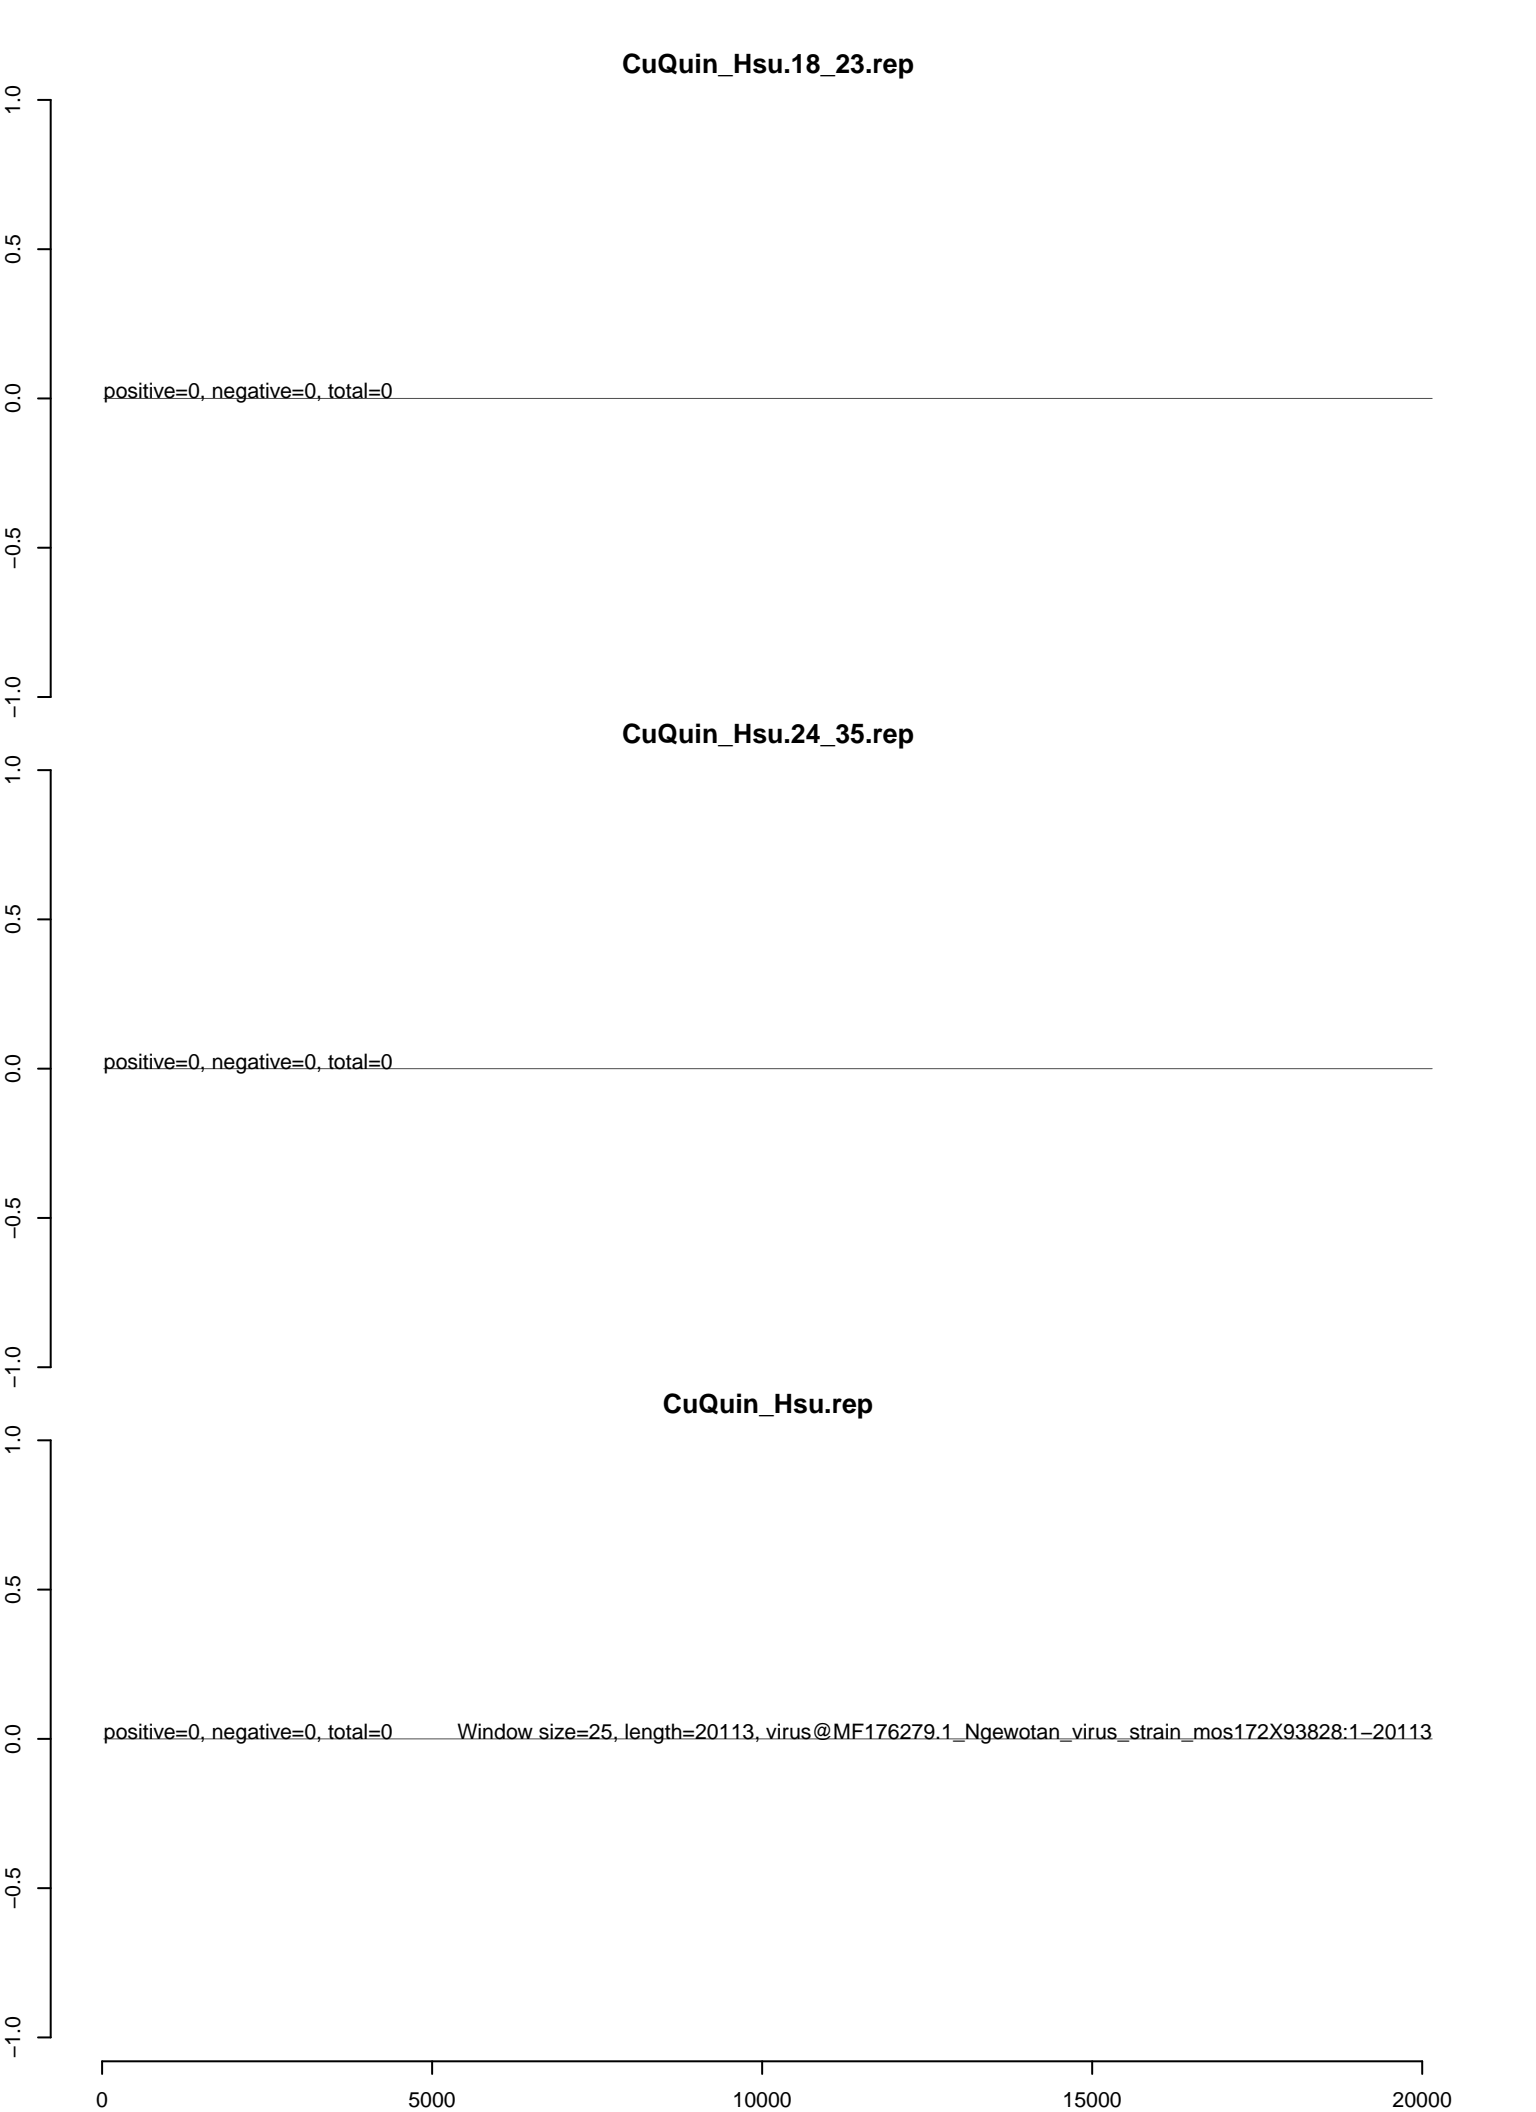 CuQuin_Hsu.18_23.rep
1.0
0.5
0.0
−0.5
−1.0
positive=0, negative=0, total=0
CuQuin_Hsu.24_35.rep
1.0
0.5
0.0
−0.5
−1.0
positive=0, negative=0, total=0
CuQuin_Hsu.rep
1.0
0.5
0.0
−0.5
−1.0
positive=0, negative=0, total=0 Window size=25, length=20113, virus@MF176279.1_Ngewotan_virus_strain_mos172X93828:1−20113
0 5000 10000 15000 20000